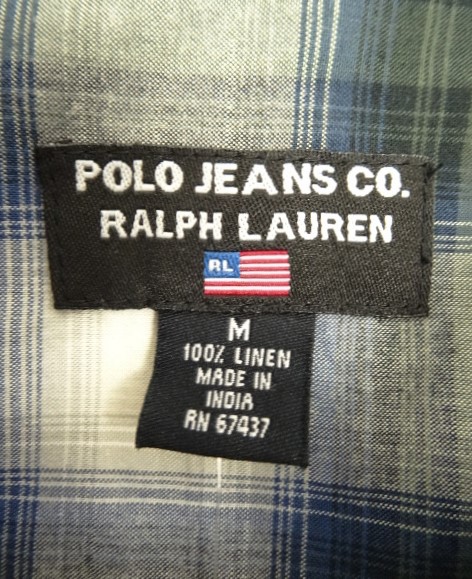 POLO JEANS CO.
RALPH LAUREN
RL
M
100% LINEN
MADE IN
INDIA
RN 67437